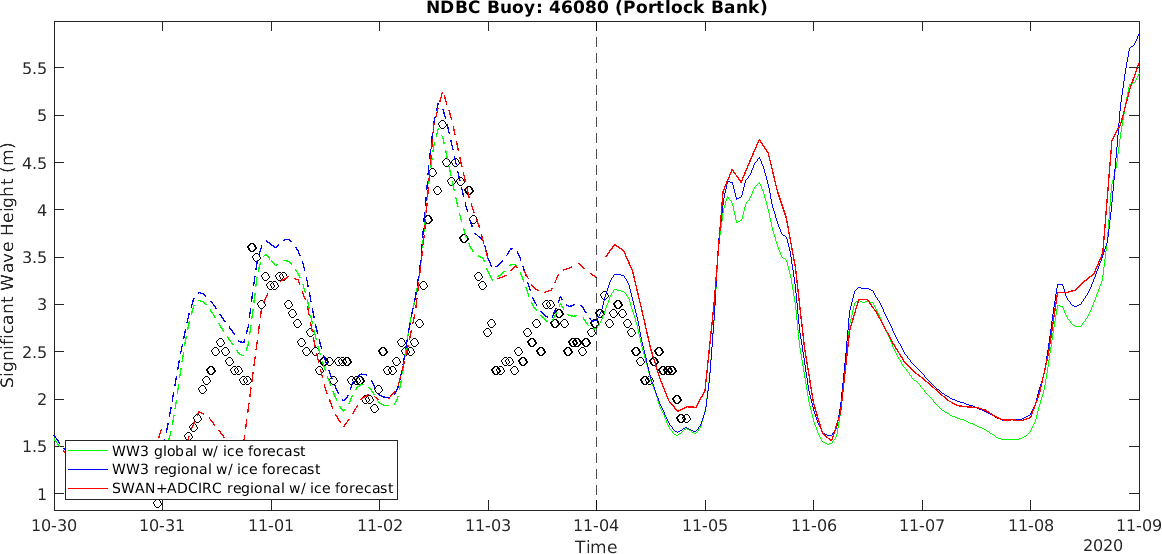 NDBC Buoy: 46080 (Portlock Bank)
Significant Wave Height (m)
5.5
5
4.5
4
3.5
3
2.5
2
1.5
1
WW3 global w/ ice forecast
WW3 regional w/ ice forecast
SWAN+ADCIRC regional w/ ice forecast
10-30 10-31 11-01 11-02 11-03 11-04 11-05 11-06 11-07 11-08 11-09
Time
2020